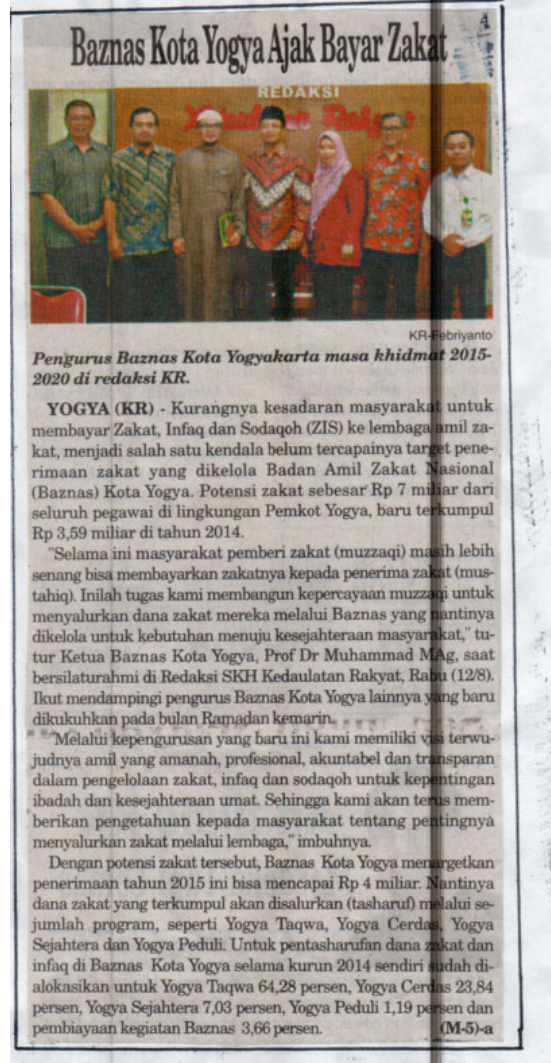 4
Baznas Kota Yogya Ajak Bayar Zakat
REDAKSI
Kedaulatan Rakyat
KR-Febriyanto
Pengurus Baznas Kota Yogyakarta masa khidmat 2015-
2020 di redaksi KR.
YOGYA (KR) - Kurangnya kesadaran masyarakat untuk
membayar Zakat, Infaq dan Sodaqoh (ZIS) ke lembaga amil za-
kat, menjadi salah satu kendala belum tercapainya target pene-
rimaan zakat yang dikelola Badan Amil Zakat Nasional
(Baznas) Kota Yogya. Potensi zakat sebesar Rp 7 miliar dari
seluruh pegawai di lingkungan Pemkot Yogya, baru terkumpul
Rp 3,59 miliar di tahun 2014.
"Selama ini masyarakat pemberi zakat (muzzaqi) masih lebih
senang bisa membayarkan zakatnya kepada penerima zakat (mus-
tahiq). Inilah tugas kami membangun kepercayaan muzzaqi untuk
menyalurkan dana zakat mereka melalui Baznas yang nantinya
dikelola untuk kebutuhan menuju kesejahteraan masyarakat," tu-
tur Ketua Baznas Kota Yogya, Prof Dr Muhammad MAg, saat
bersilaturahmi di Redaksi SKH Kedaulatan Rakyat, Rabu (12/8).
Ikut mendampingi pengurus Baznas Kota Yogya lainnya yang baru
dikukuhkan pada bulan Ramadan kemarin.
"Melalui kepengurusan yang baru ini kami memiliki visi terwu-
judnya amil yang amanah, profesional, akuntabel dan transparan
dalam pengelolaan zakat, infaq dan sodaqoh untuk kepentingan
ibadah dan kesejahteraan umat. Sehingga kami akan terus mem-
berikan pengetahuan kepada masyarakat tentang pentingnya
menyalurkan zakat melalui lembaga," imbuhnya.
Dengan potensi zakat tersebut, Baznas Kota Yogya menargetkan
penerimaan tahun 2015 ini bisa mencapai Rp 4 miliar. Nantinya
dana zakat yang terkumpul akan disalurkan (tasharuf) melalui se-
jumlah program, seperti Yogya Taqwa, Yogya Cerdas, Yogya
Sejahtera dan Yogya Peduli. Untuk pentasharufan dana zakat dan
infaq di Baznas Kota Yogya selama kurun 2014 sendiri sudah di-
alokasikan untuk Yogya Taqwa 64,28 persen, Yogya Cerdas 23,84
persen, Yogya Sejahtera 7,03 persen, Yogya Peduli 1,19 persen dan
pembiayaan kegiatan Baznas 3,66 persen. (M-5)-a